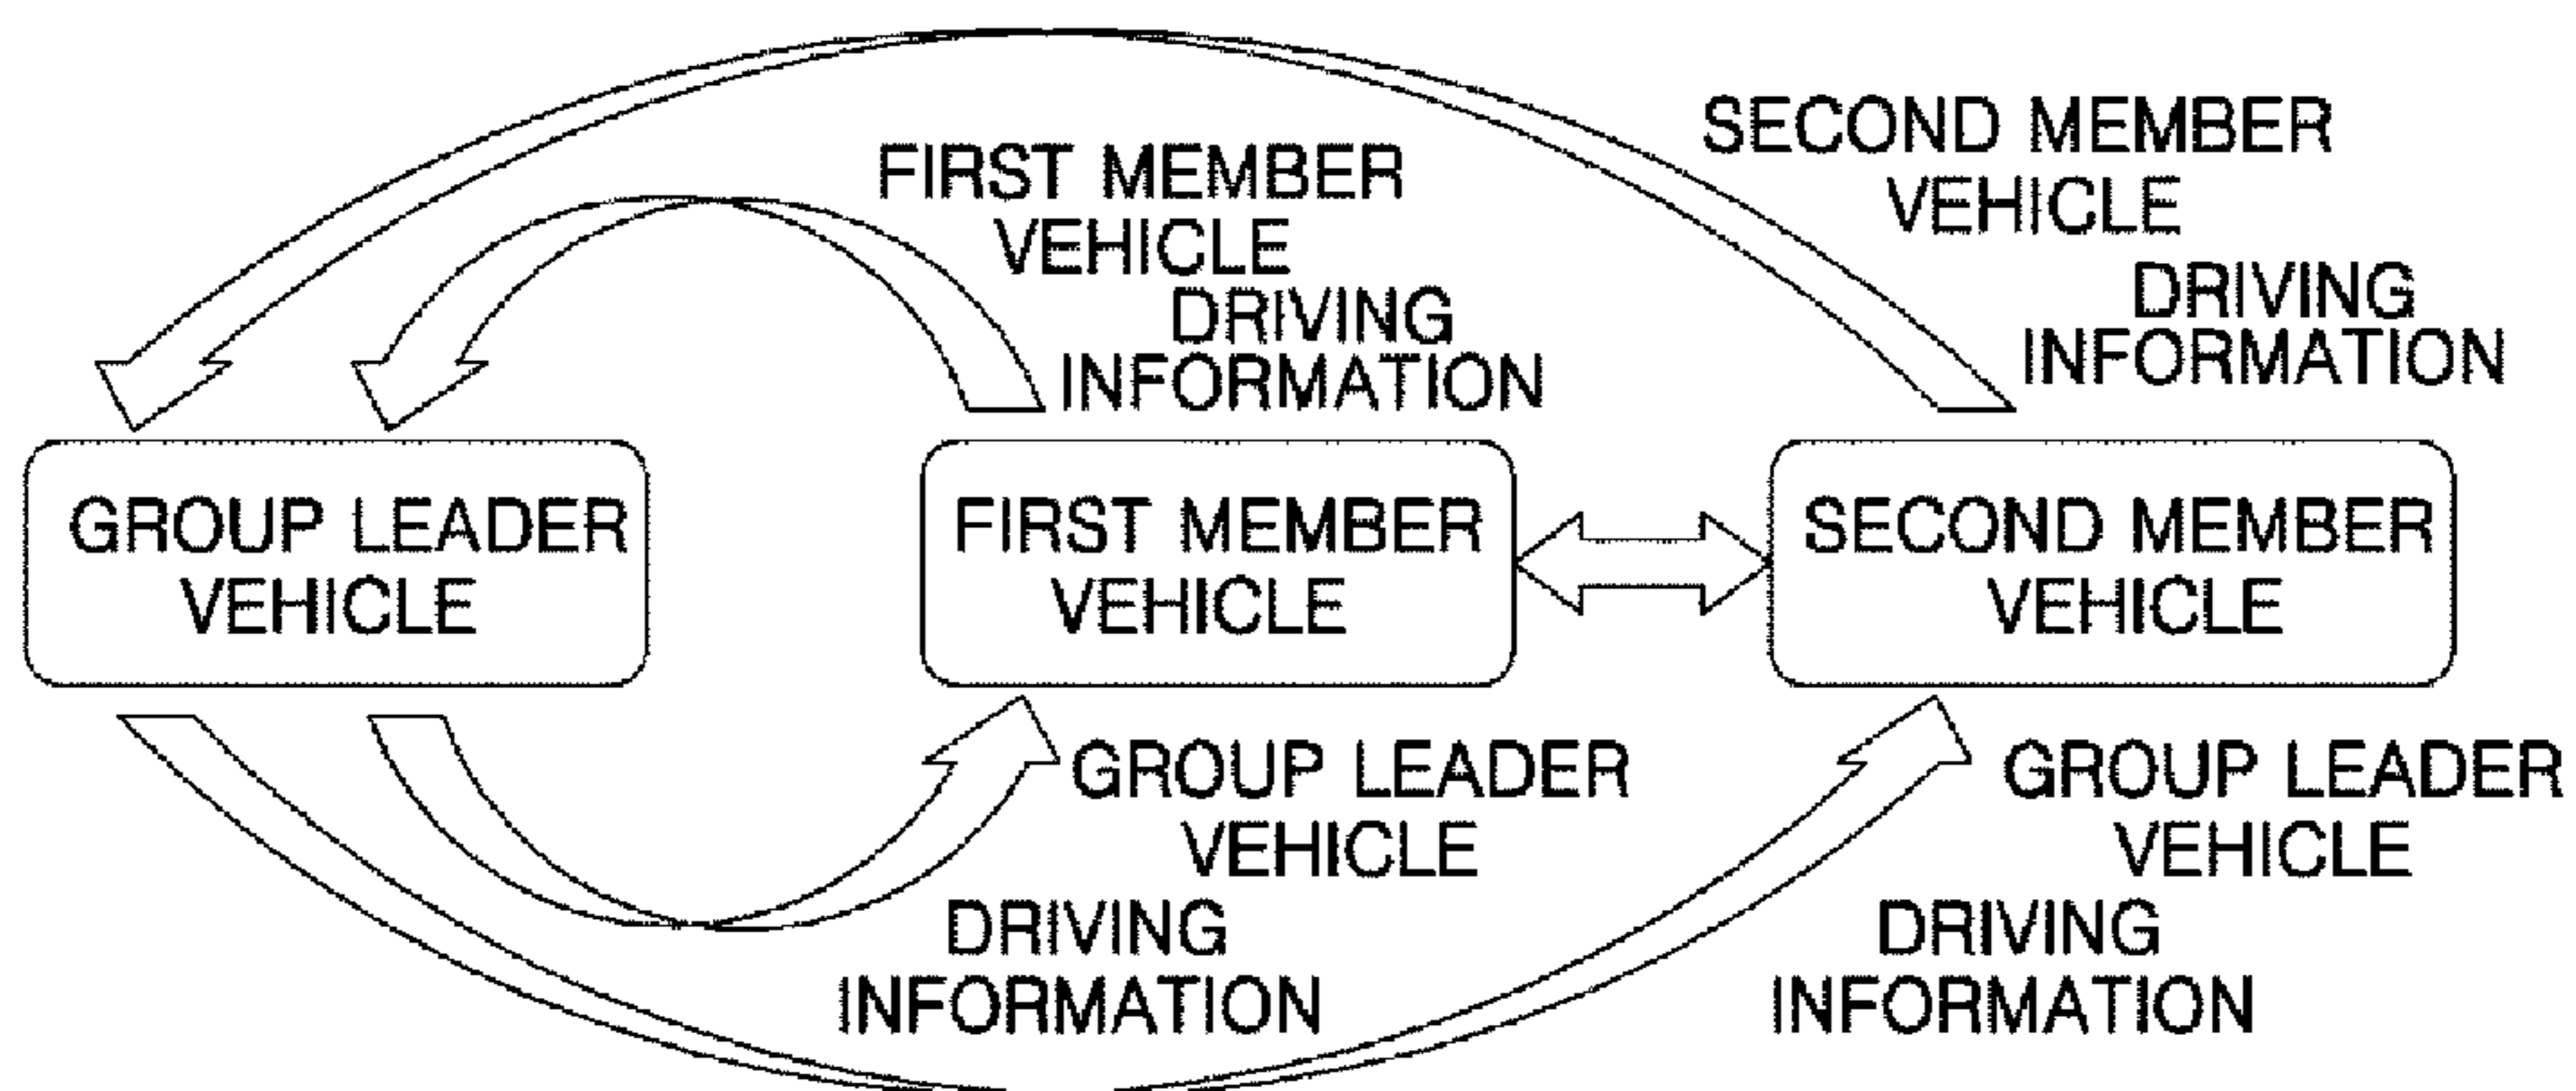 SECOND MEMBER
VEHICLE
DRIVING
INFORMATION
FIRST MEMBER
VEHICLE
DRIVING
INFORMATION
GROUP LEADER
VEHICLE
FIRST MEMBER
VEHICLE
SECOND MEMBER
VEHICLE
GROUP LEADER
VEHICLE
DRIVING
INFORMATION
GROUP LEADER
VEHICLE
DRIVING
INFORMATION